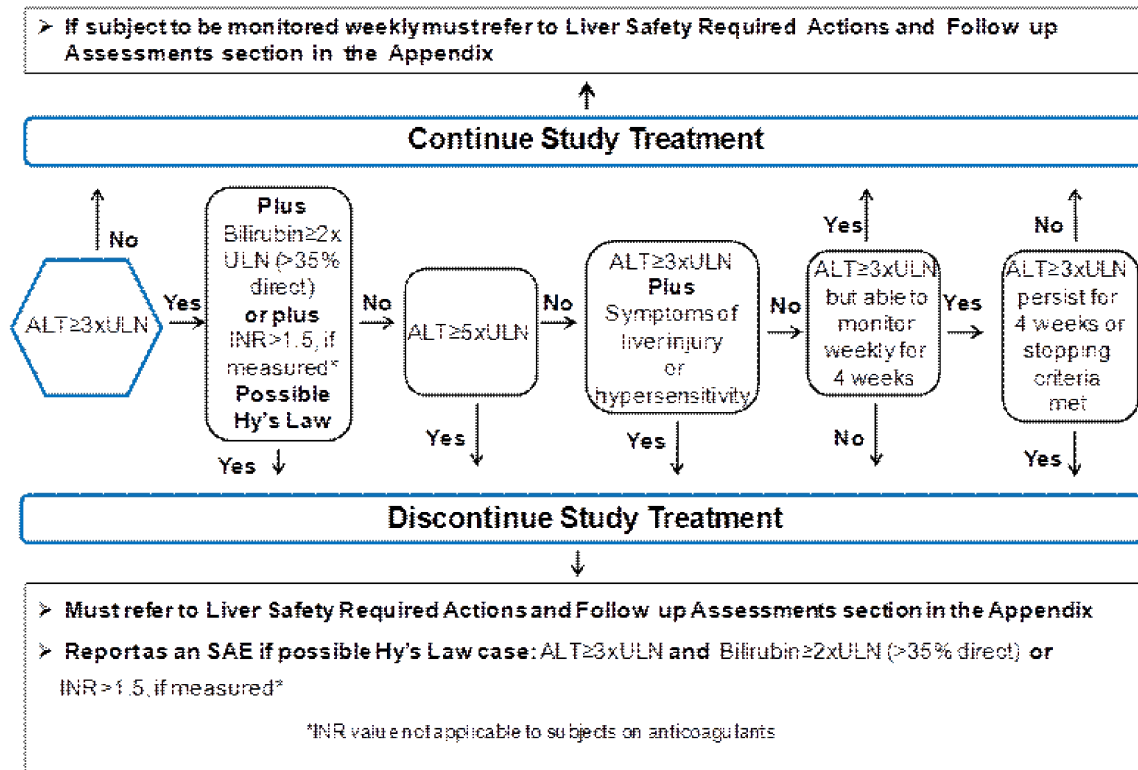 ➢ If subject to be monitored weekly must refer to Liver Safety Required Actions and Follow up
Assessments section in the Appendix
Continue Study Treatment
No
Yes
No
ALT≥3xULN
Yes
Plus
Bilirubin≥2x
ULN (>35%
direct)
or plus
INR>1.5, if
measured*
Possible
Hy's Law
No
ALT≥5xULN
No
ALT≥3xULN
Plus
Symptoms of
liver injury
or
hypersensitivity
No
ALT≥3xULN
but able to
monitor
weekly for
4 weeks
Yes
ALT≥3xULN
persist for
4 weeks or
stopping
criteria
met
Yes
Yes
Yes
No
Yes
Discontinue Study Treatment
➢ Must refer to Liver Safety Required Actions and Follow up Assessments section in the Appendix
➢ Report as an SAE if possible Hy's Law case: ALT≥3xULN and Bilirubin≥2xULN (>35% direct) or
INR>1.5, if measured*
*INR value not applicable to subjects on anticoagulants